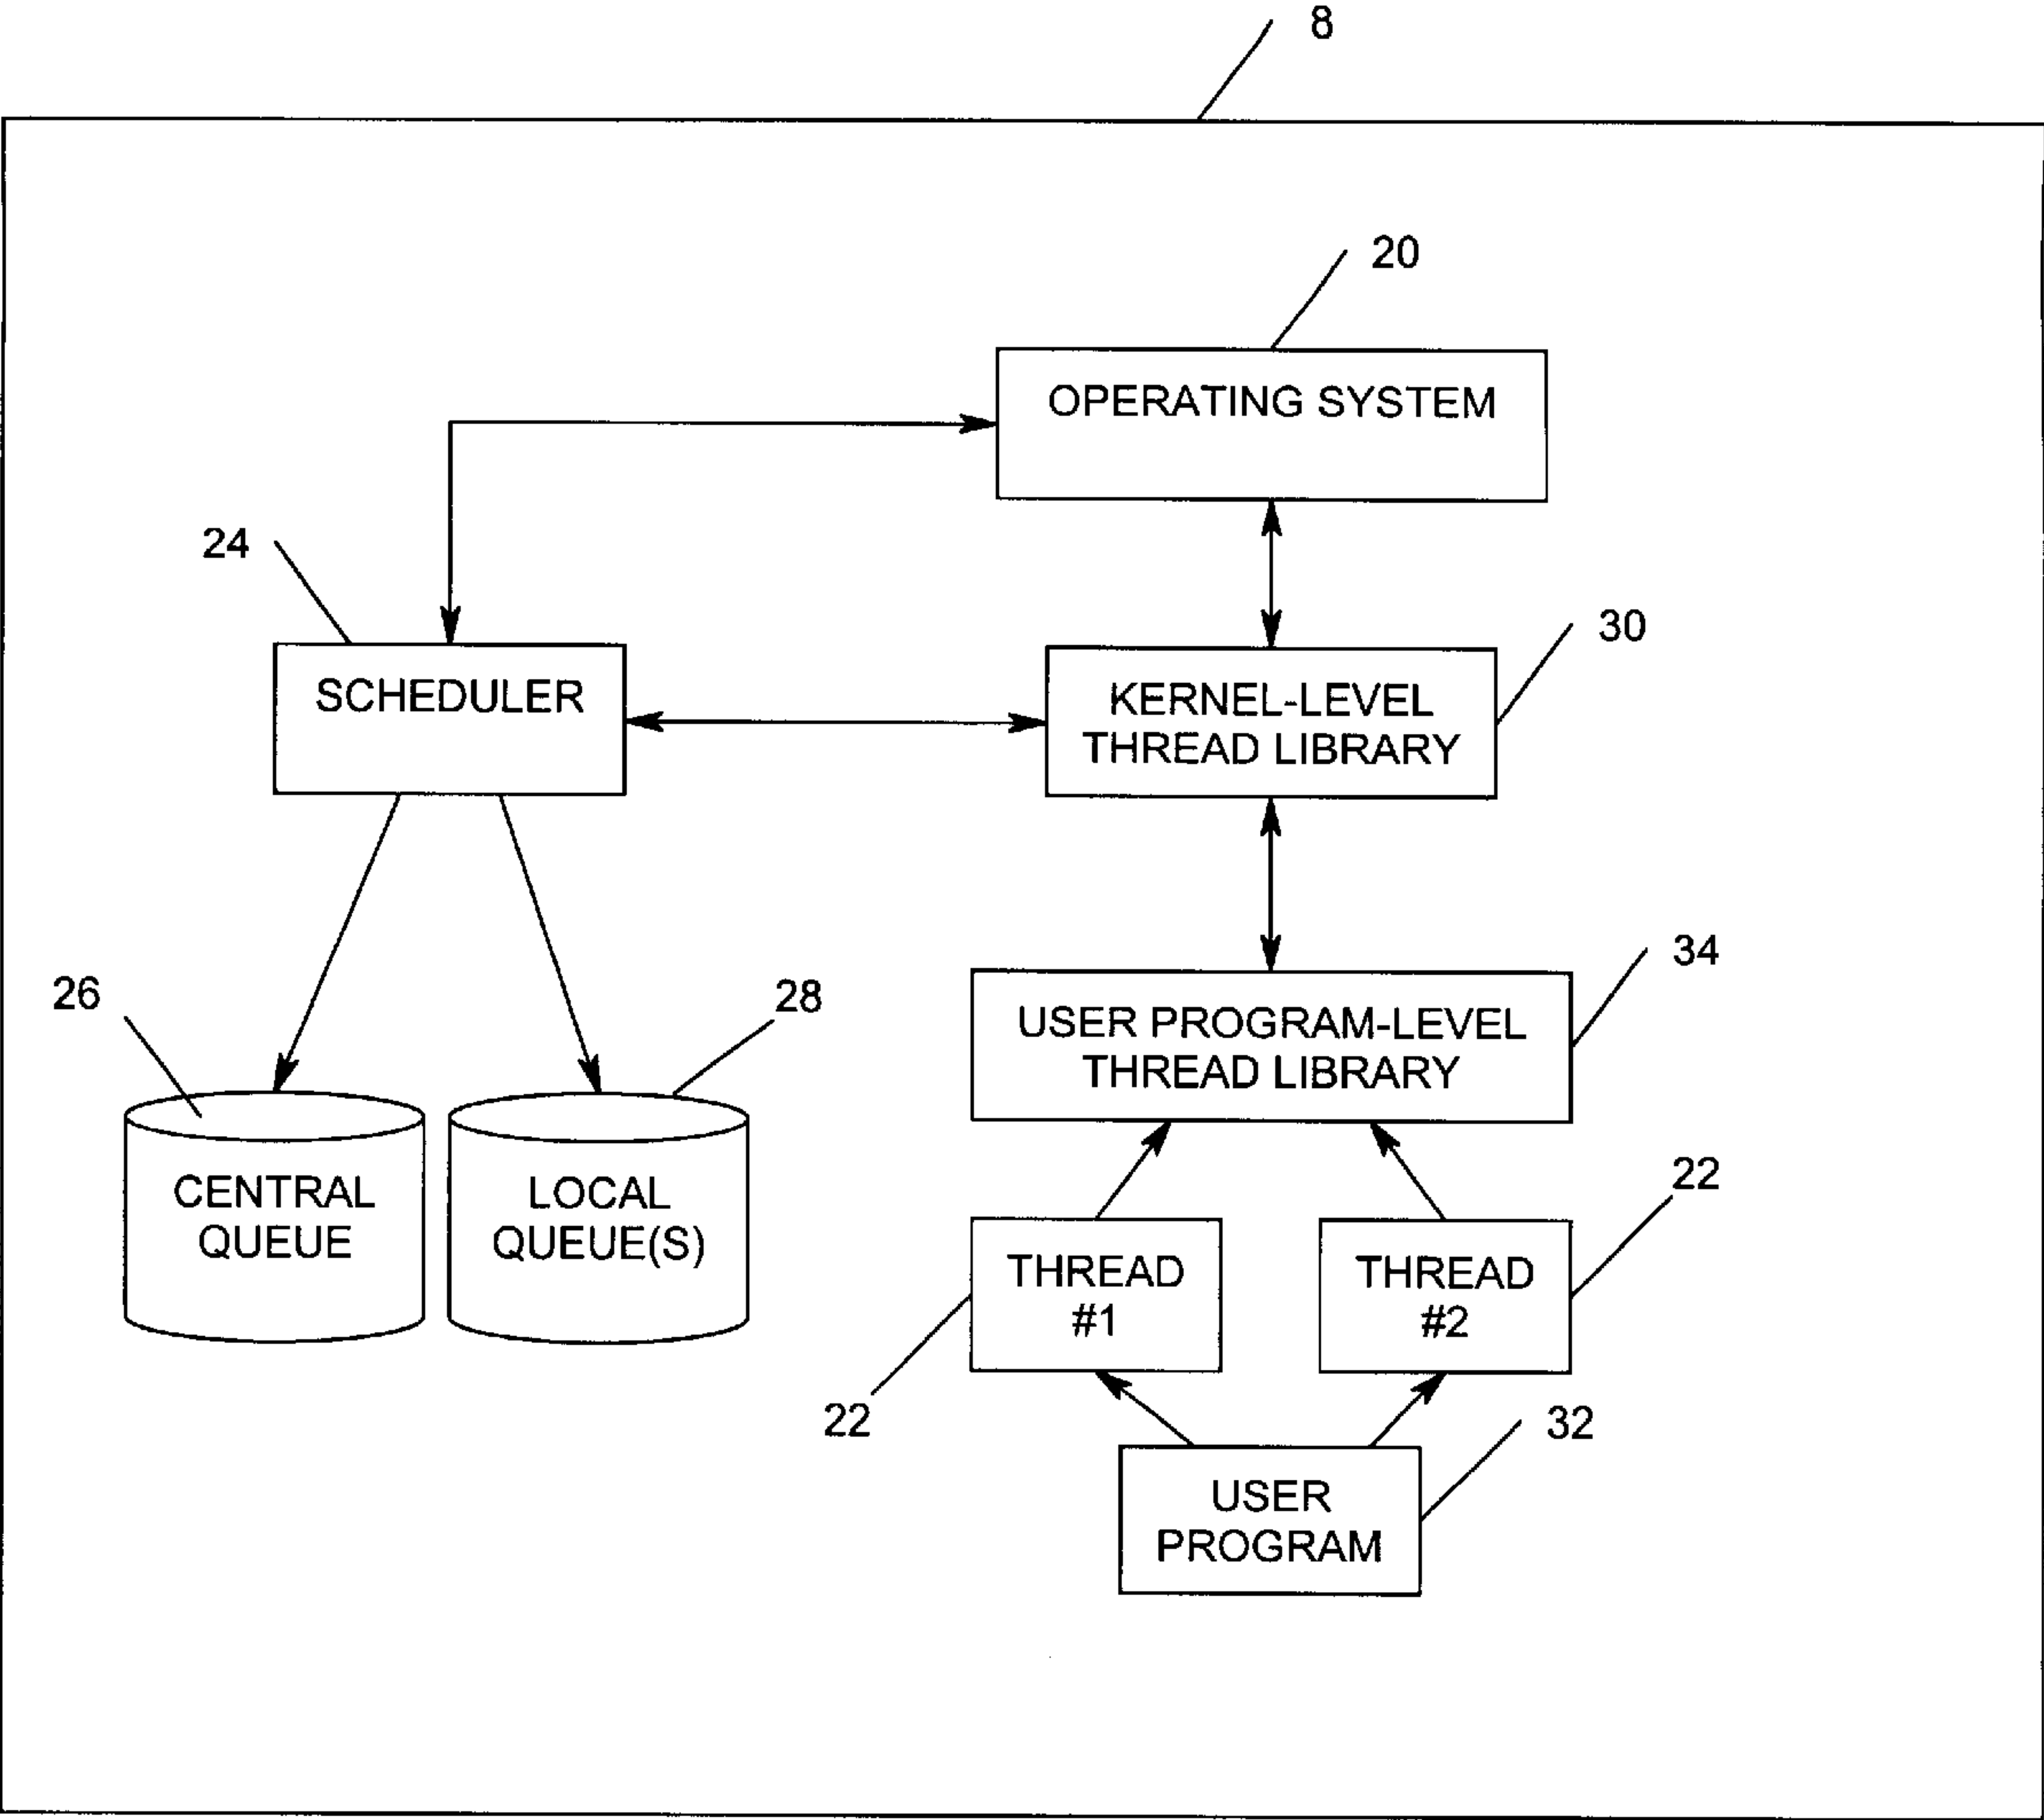 8
20
OPERATING SYSTEM
24
30
SCHEDULER
KERNEL-LEVEL
THREAD LIBRARY
34
26
28
USER PROGRAM-LEVEL
THREAD LIBRARY
CENTRAL
QUEUE
LOCAL
QUEUE(S)
22
THREAD
#1
THREAD
#2
22
32
USER
PROGRAM